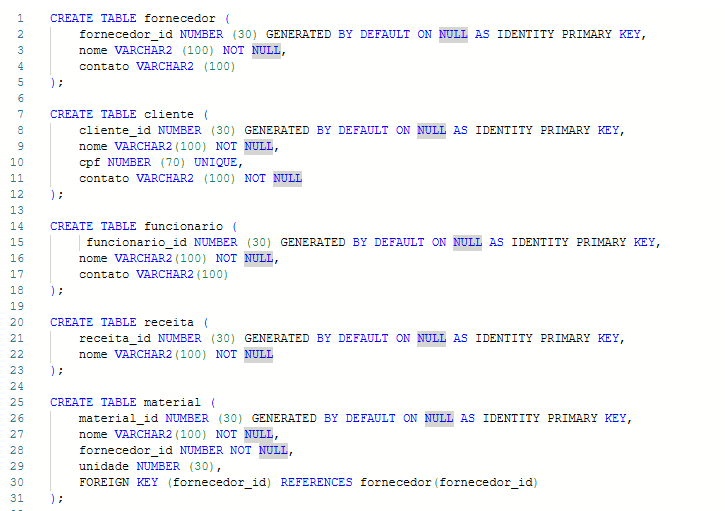 1 CREATE TABLE fornecedor (
2 fornecedor_id NUMBER (30) GENERATED BY DEFAULT ON NULL AS IDENTITY PRIMARY KEY,
3 nome VARCHAR2 (100) NOT NULL,
4 contato VARCHAR2 (100)
5 );
6
7 CREATE TABLE cliente (
8 cliente_id NUMBER (30) GENERATED BY DEFAULT ON NULL AS IDENTITY PRIMARY KEY,
9 nome VARCHAR2(100) NOT NULL,
10 cpf NUMBER (70) UNIQUE,
11 contato VARCHAR2 (100) NOT NULL
12 );
13
14 CREATE TABLE funcionario (
15 funcionario_id NUMBER (30) GENERATED BY DEFAULT ON NULL AS IDENTITY PRIMARY KEY,
16 nome VARCHAR2(100) NOT NULL,
17 contato VARCHAR2(100)
18 );
19
20 CREATE TABLE receita (
21 receita_id NUMBER (30) GENERATED BY DEFAULT ON NULL AS IDENTITY PRIMARY KEY,
22 nome VARCHAR2(100) NOT NULL
23 );
24
25 CREATE TABLE material (
26 material_id NUMBER (30) GENERATED BY DEFAULT ON NULL AS IDENTITY PRIMARY KEY,
27 nome VARCHAR2(100) NOT NULL,
28 fornecedor_id NUMBER NOT NULL,
29 unidade NUMBER (30),
30 FOREIGN KEY (fornecedor_id) REFERENCES fornecedor(fornecedor_id)
31 );